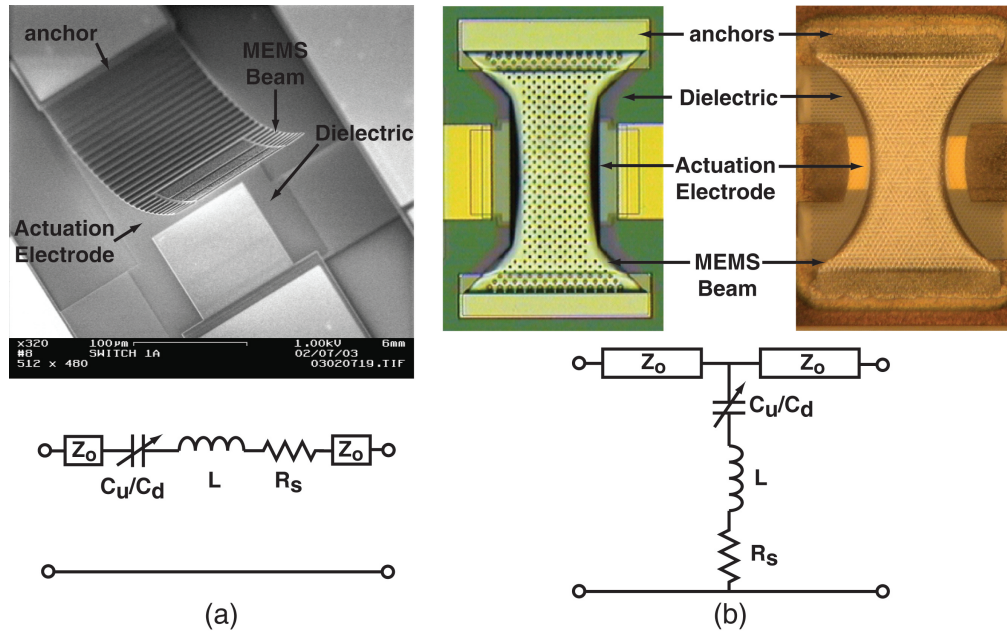 anchor
MEMS
Beam
Dielectric
Actuation
Electrode
x320 100µm 1.00kV 6mm
#8 SWITCH 1A 02/07/03
512 x 480 03020719.TIF
anchors
Dielectric
Actuation
Electrode
MEMS
Beam
Zo Zo
Cu/Cd L Rs
(a)
Zo Zo
Cu/Cd
L
Rs
(b)